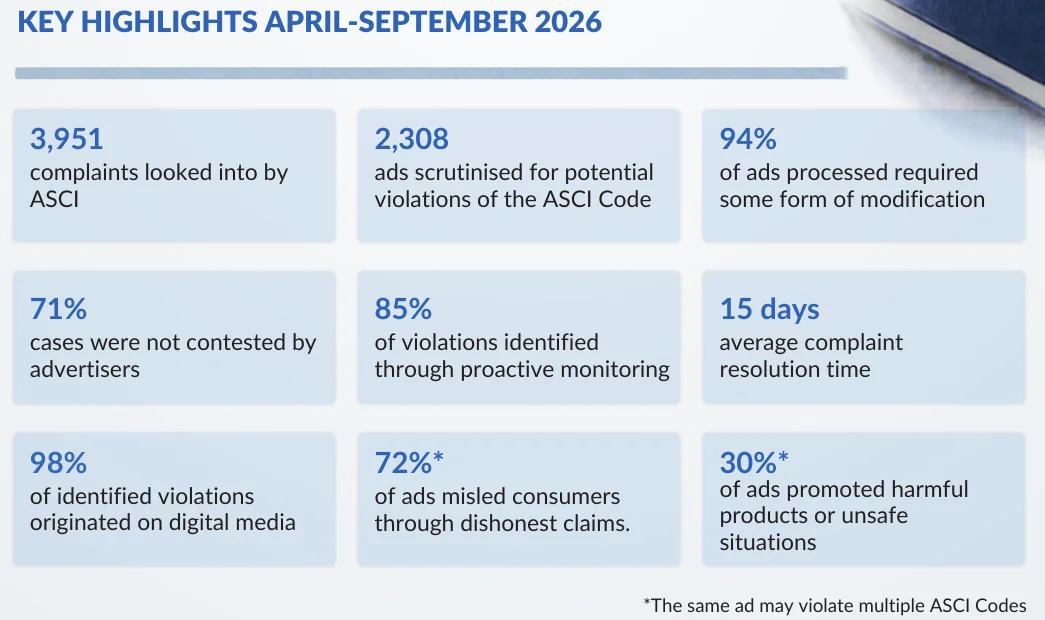 KEY HIGHLIGHTS APRIL-SEPTEMBER 2026
3,951
complaints looked into by
ASCI
2,308
ads scrutinised for potential
violations of the ASCI Code
94%
of ads processed required
some form of modification
71%
cases were not contested by
advertisers
85%
of violations identified
through proactive monitoring
15 days
average complaint
resolution time
98%
of identified violations
originated on digital media
72%*
of ads misled consumers
through dishonest claims.
30%*
of ads promoted harmful
products or unsafe
situations
*The same ad may violate multiple ASCI Codes